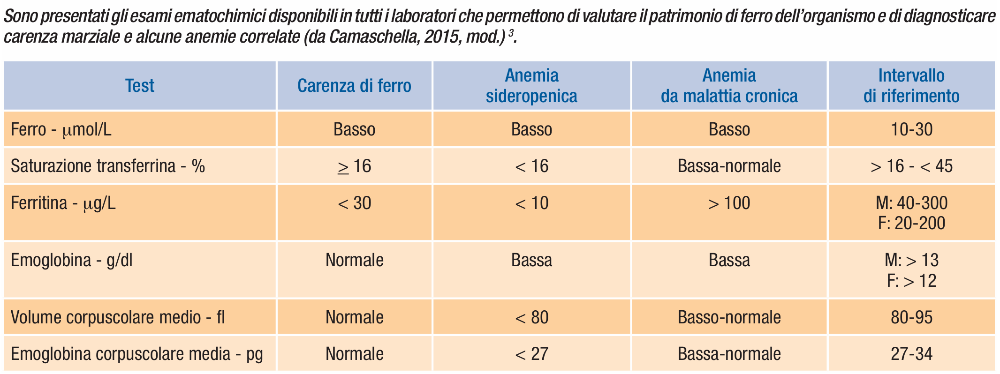 Sono presentati gli esami ematochimici disponibili in tutti i laboratori che permettono di valutare il patrimonio di ferro dell’organismo e di diagnosticare
carenza marziale e alcune anemie correlate (da Camaschella, 2015, mod.) 3.
Test
Carenza di ferro
Anemia
sideropenica
Anemia
da malattia cronica
Intervallo
di riferimento
Ferro - μmol/L
Basso
Basso
Basso
10-30
Saturazione transferrina - %
≥ 16
< 16
Bassa-normale
> 16 - < 45
Ferritina - μg/L
< 30
< 10
> 100
M: 40-300
F: 20-200
Emoglobina - g/dl
Normale
Bassa
Bassa
M: > 13
F: > 12
Volume corpuscolare medio - fl
Normale
< 80
Basso-normale
80-95
Emoglobina corpuscolare media - pg
Normale
< 27
Bassa-normale
27-34